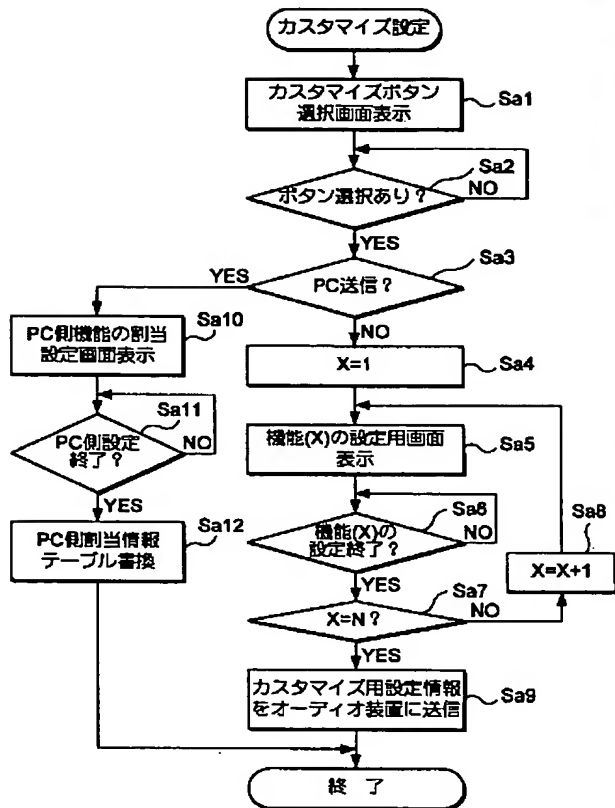 カスタマイズ設定
カスタマイズボタン
選択画面表示
Sa1
Sa2
ボタン選択あり？
NO
YES
Sa3
PC送信？
YES
NO
Sa10
PC側機能の割当
設定画面表示
Sa4
X=1
Sa11
PC側設定
終了？
NO
YES
Sa5
機能(X)の設定用画面
表示
Sa6
機能(X)の
設定終了？
NO
YES
Sa8
X=X+1
Sa12
PC側割当情報
テーブル書換
Sa7
X=N？
NO
YES
カスタマイズ用設定情報
をオーディオ装置に送信
Sa9
終 了